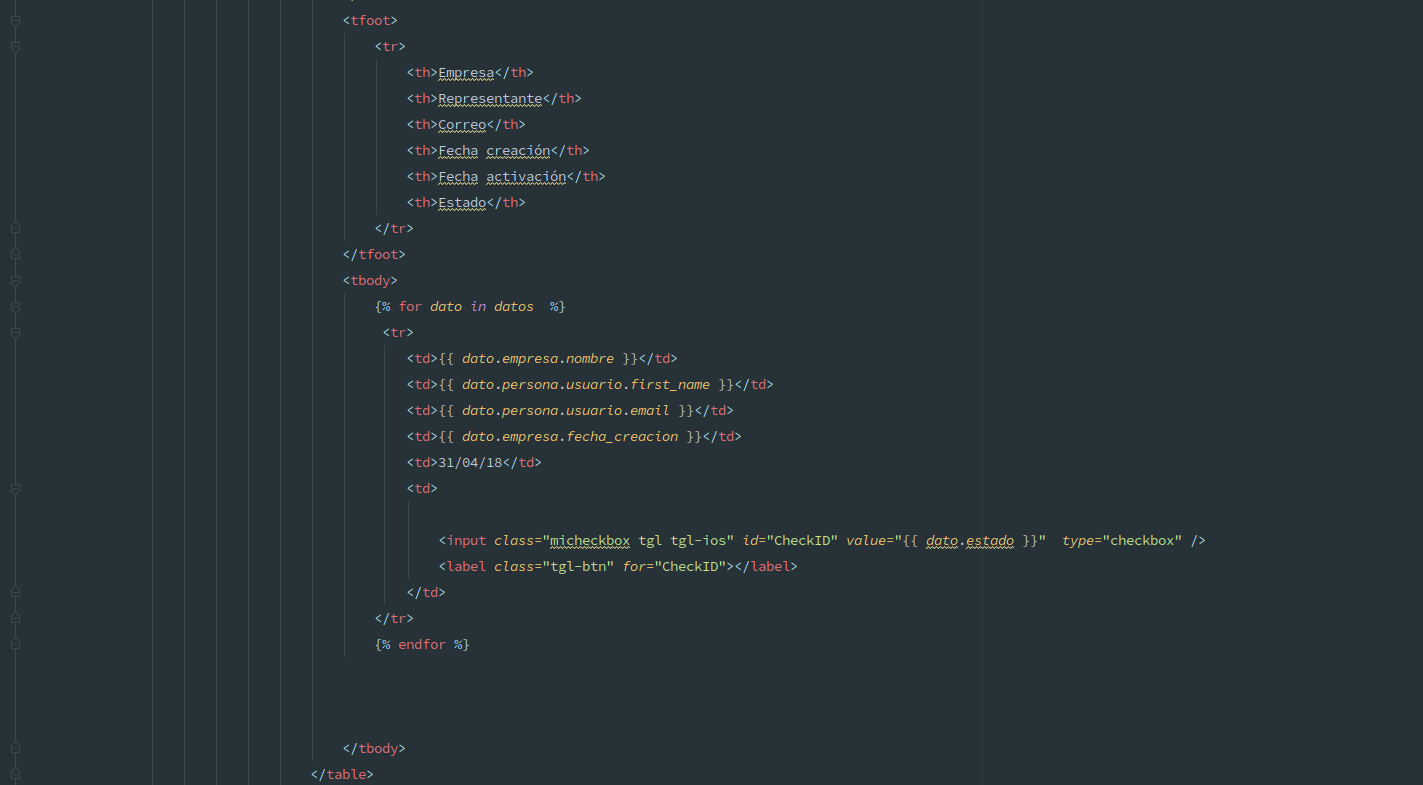 <tfoot>
<tr>
<th>Empresa</th>
<th>Representante</th>
<th>Correo</th>
<th>Fecha creación</th>
<th>Fecha activación</th>
<th>Estado</th>
</tr>
</tfoot>
<tbody>
{% for dato in datos  %}
<tr>
<td>{{ dato.empresa.nombre }}</td>
<td>{{ dato.persona.usuario.first_name }}</td>
<td>{{ dato.persona.usuario.email }}</td>
<td>{{ dato.empresa.fecha_creacion }}</td>
<td>31/04/18</td>
<td>
<input class="micheckbox tgl tgl-ios" id="CheckID" value="{{ dato.estado }}"  type="checkbox" />
<label class="tgl-btn" for="CheckID"></label>
</td>
</tr>
{% endfor %}
</tbody>
</table>